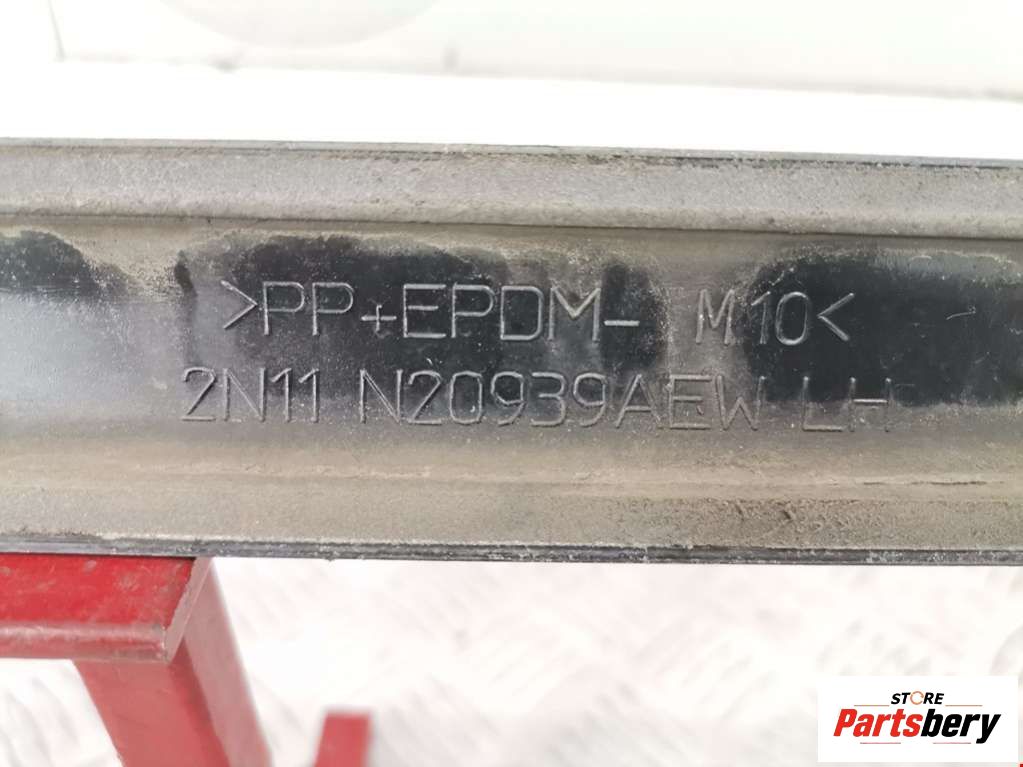 >PP+EPDM- M10<
2N11 N20939AEW LH
STORE
Partsbery